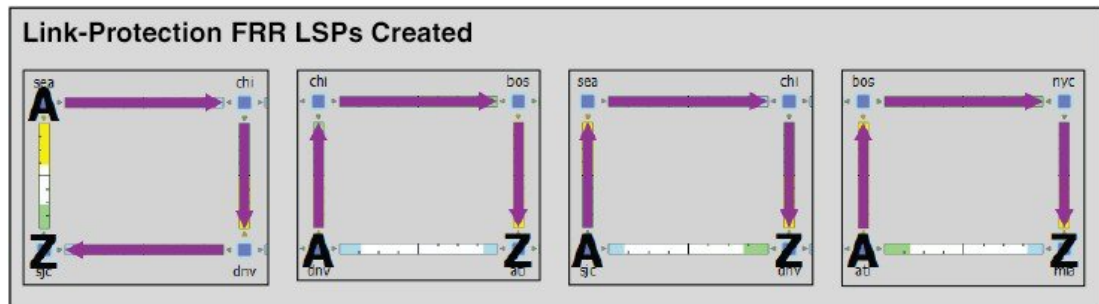 Link-Protection FRR LSPs Created
sea chi chi bos sea chi bos nyc
A
Z A Z A Z A Z
sjc dnv dnv atl sjc dnv atl mia